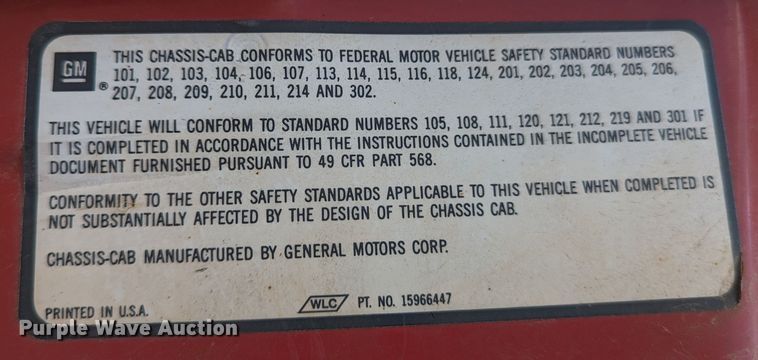 GM
®
THIS CHASSIS-CAB CONFORMS TO FEDERAL MOTOR VEHICLE SAFETY STANDARD NUMBERS
101, 102, 103, 104, 106, 107, 113, 114, 115, 116, 118, 124, 201, 202, 203, 204, 205, 206,
207, 208, 209, 210, 211, 214 AND 302.
THIS VEHICLE WILL CONFORM TO STANDARD NUMBERS 105, 108, 111, 120, 121, 212, 219 AND 301 IF
IT IS COMPLETED IN ACCORDANCE WITH THE INSTRUCTIONS CONTAINED IN THE INCOMPLETE VEHICLE
DOCUMENT FURNISHED PURSUANT TO 49 CFR PART 568.
CONFORMITY TO THE OTHER SAFETY STANDARDS APPLICABLE TO THIS VEHICLE WHEN COMPLETED IS
NOT SUBSTANTIALLY AFFECTED BY THE DESIGN OF THE CHASSIS CAB.
CHASSIS-CAB MANUFACTURED BY GENERAL MOTORS CORP.
PRINTED IN U.S.A. WLC PT. NO. 15966447
Purple Wave Auction